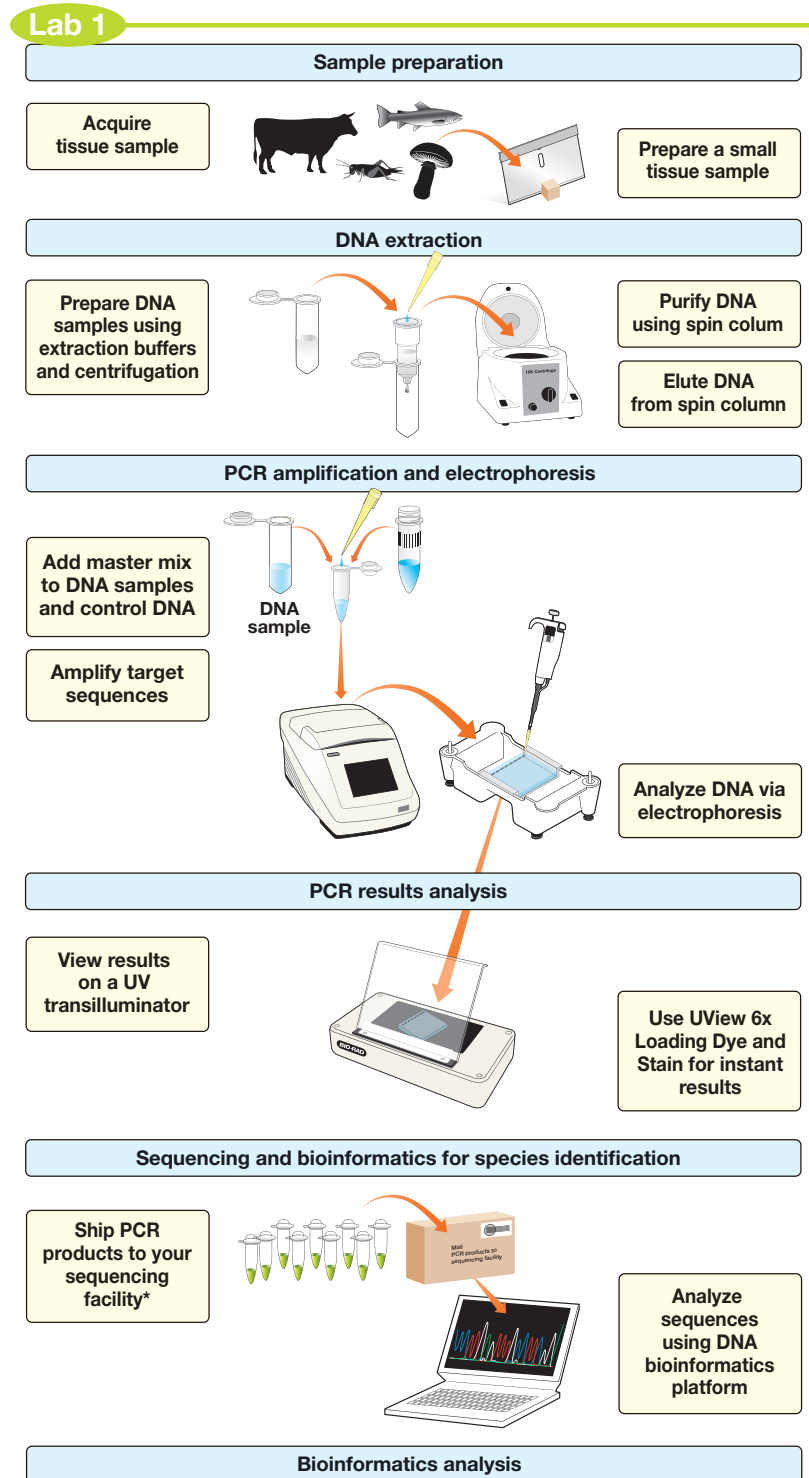 Lab 1
Sample preparation
Acquire
tissue sample
Prepare a small
tissue sample
DNA extraction
Prepare DNA
samples using
extraction buffers
and centrifugation
16K Centrifuge
Purify DNA
using spin colum
Elute DNA
from spin column
PCR amplification and electrophoresis
Add master mix
to DNA samples
and control DNA
DNA
sample
Amplify target
sequences
BIO-RAD
Analyze DNA via
electrophoresis
PCR results analysis
View results
on a UV
transilluminator
BIO-RAD
Use UView 6x
Loading Dye and
Stain for instant
results
Sequencing and bioinformatics for species identification
Ship PCR
products to your
sequencing
facility*
Mail
PCR products to
sequencing facility
Analyze
sequences
using DNA
bioinformatics
platform
Bioinformatics analysis